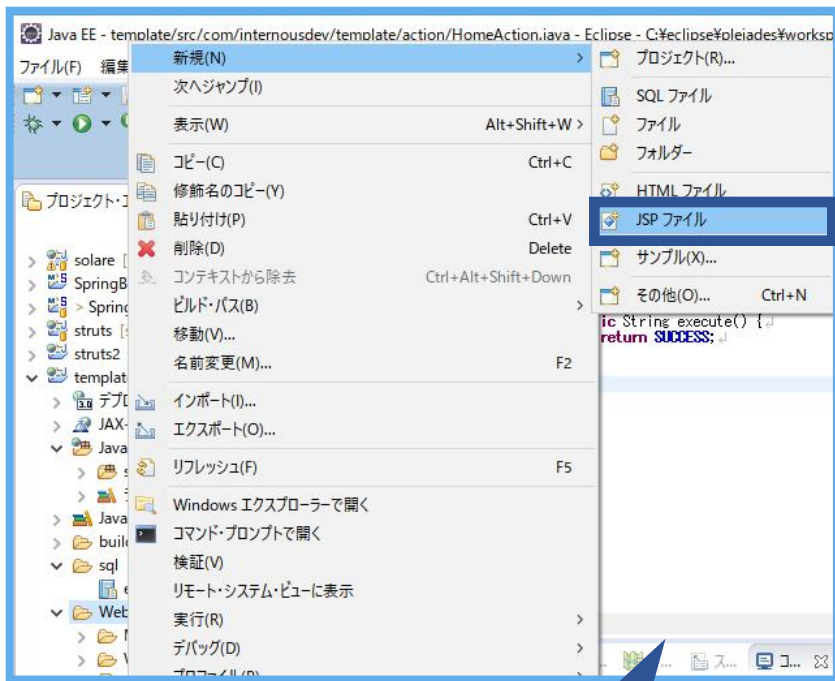 Java EE - template/src/com/internousdev/template/action/HomeAction.java - Eclipse - C:¥eclipse¥pleiades¥worksp
ファイル(F) 編集
新規(N) >
次へジャンプ(I)
表示(W) Alt+Shift+W >
コピー(C) Ctrl+C
修飾名のコピー(Y)
貼り付け(P) Ctrl+V
削除(D) Delete
コンテキストから除去 Ctrl+Alt+Shift+Down
ビルド・パス(B) >
移動(V)...
名前変更(M)... F2
インポート(I)...
エクスポート(O)...
リフレッシュ(F) F5
Windows エクスプローラーで開く
コマンド・プロンプトで開く
検証(V)
リモート・システム・ビューに表示
実行(R) >
デバッグ(D) >
プロジェクト(R)...
SQL ファイル
ファイル
フォルダー
HTML ファイル
JSP ファイル
サンプル(X)...
その他(O)... Ctrl+N
プロジェクト・
solare [
SpringB
> Spring
struts [
struts2
templat
デプロ
JAX-
Java
Java
build
sql
Web
ic String execute() {
return SUCCESS;
ス...
コ...